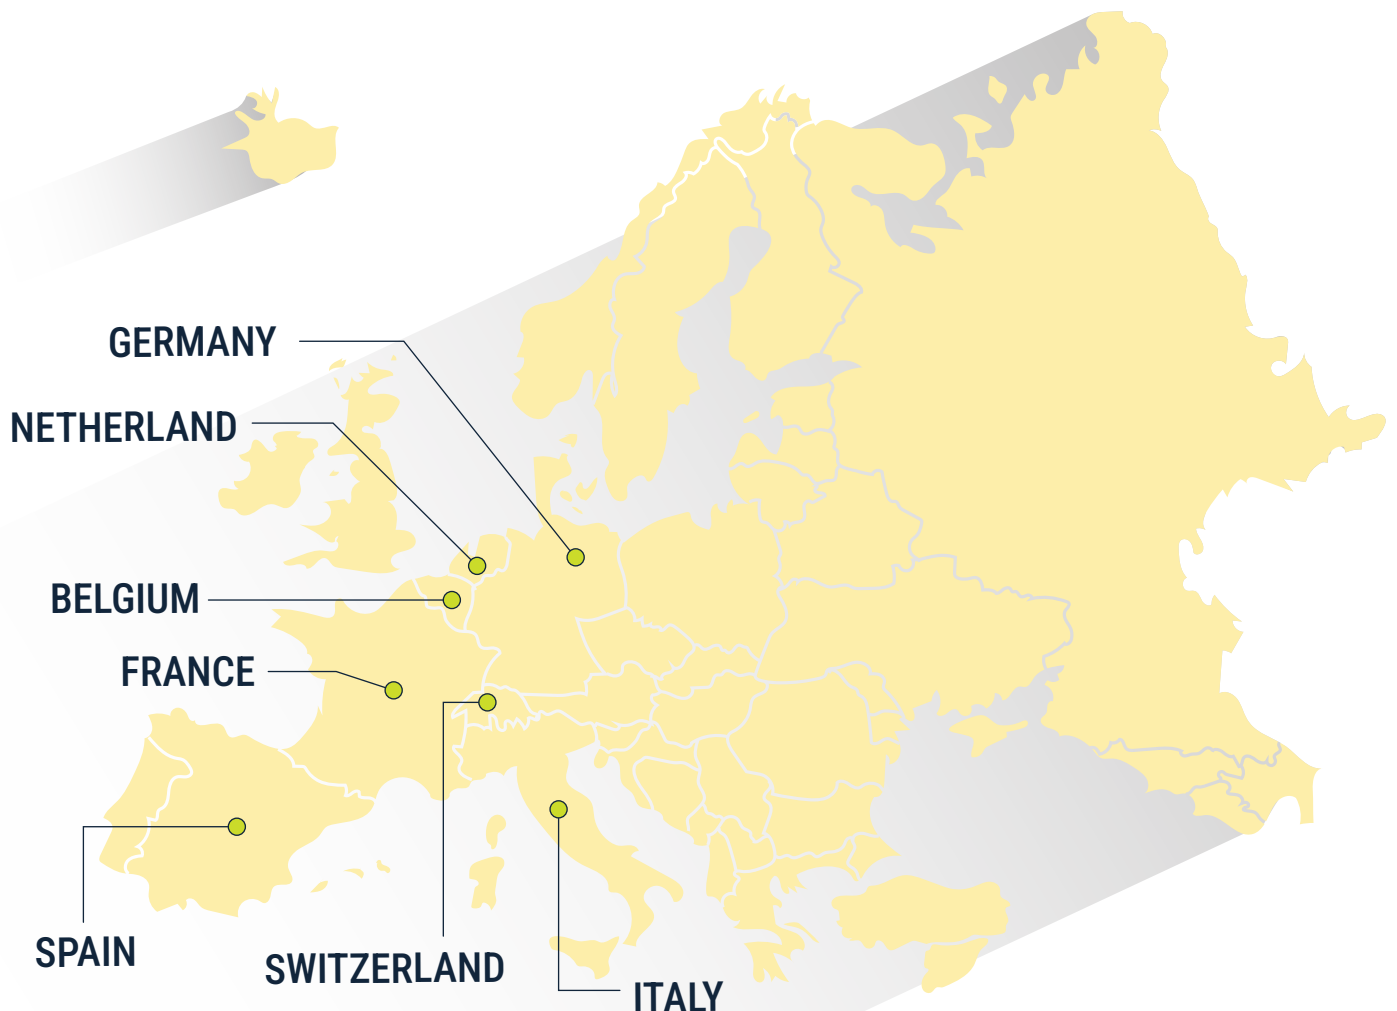 GERMANY
NETHERLAND
BELGIUM
FRANCE
SPAIN
SWITZERLAND
ITALY